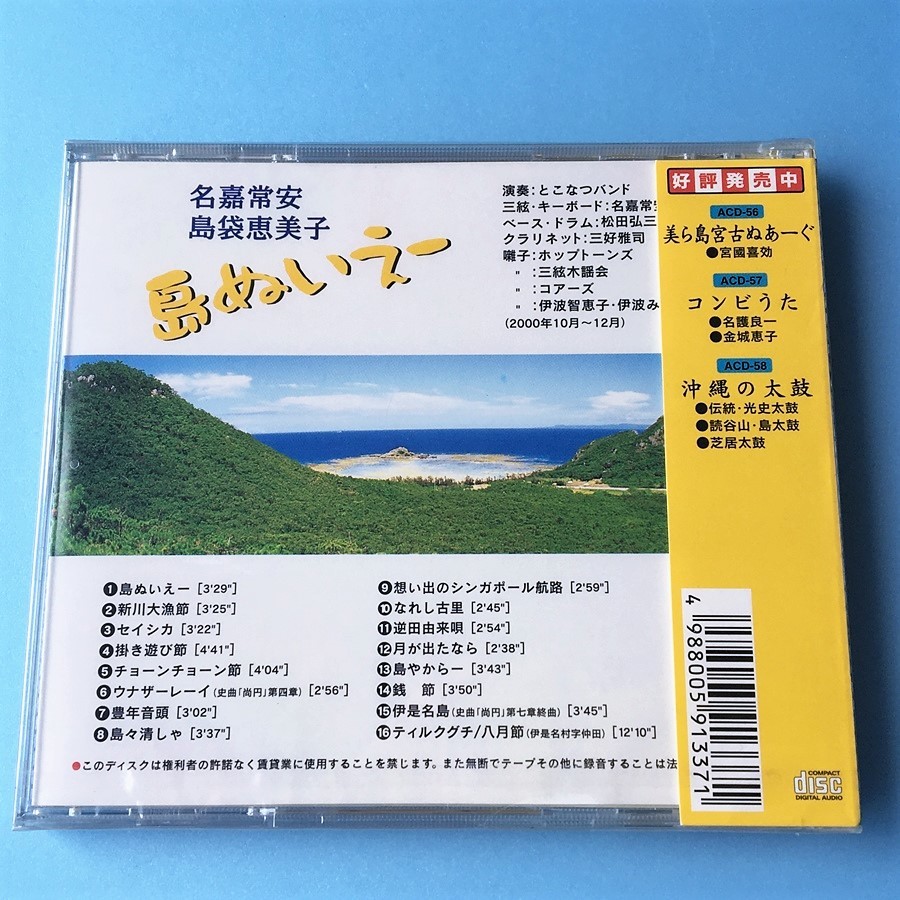 名嘉常安
島袋恵美子
島ぬいえー
演奏:とこなつバンド
三絃・キーボード:名嘉常安
ベース・ドラム:松田弘三
クラリネット:三好雅司
囃子:ホップトーンズ
〃:三絃木謡会
〃:コアーズ
〃:伊波智恵子・伊波み
(2000年10月〜12月)
❶島ぬいえー [3'29"]
❷新川大漁節 [3'25"]
❸セイシカ [3'22"]
❹掛き遊び節 [4'41"]
❺チョーンチョーン節 [4'04"]
❻ウナザーレーイ(史曲「尚円」第四章) [2'56"]
❼豊年音頭 [3'02"]
❽島々清しゃ [3'37"]
❾想い出のシンガポール航路 [2'59"]
❿なれし古里 [2'45"]
⓫逆田由来唄 [2'54"]
⓬月が出たなら [2'38"]
⓭島やからー [3'43"]
⓮銭 節 [3'50"]
⓯伊是名島(史曲「尚円」第七章終曲) [3'45"]
⓰ティルクグチ/八月節(伊是名村字仲田) [12'10"]
●このディスクは権利者の許諾なく賃貸業に使用することを禁じます。また無断でテープその他に録音することは法
好評発売中
ACD-56
美ら島宮古ぬあーぐ
●宮國喜効
ACD-57
コンビうた
●名護良一
●金城恵子
ACD-58
沖縄の太鼓
●伝統・光史太鼓
●読谷山・島太鼓
●芝居太鼓
4 988005 913371
COMPACT
disc
DIGITAL AUDIO